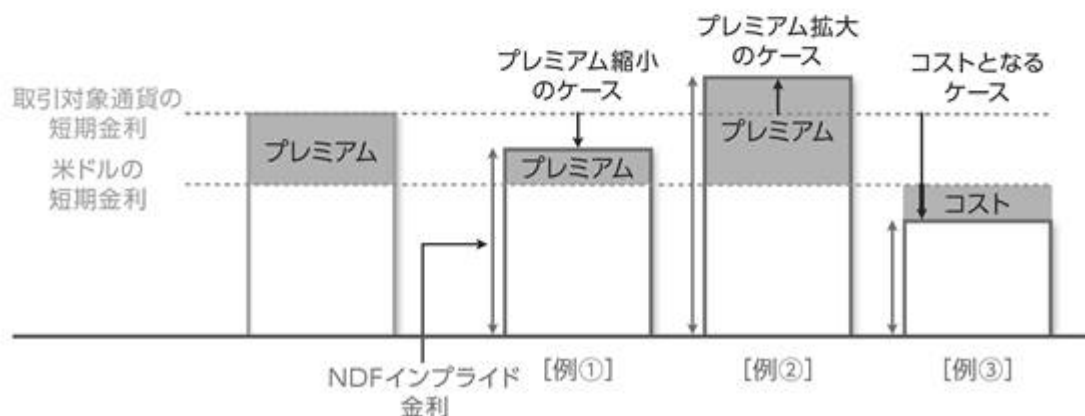 プレミアム縮小
のケース
プレミアム拡大
のケース
コストとなる
ケース
取引対象通貨の
短期金利
米ドルの
短期金利
プレミアム
プレミアム
プレミアム
コスト
NDFインプライド
金利
[例①]
[例②]
[例③]